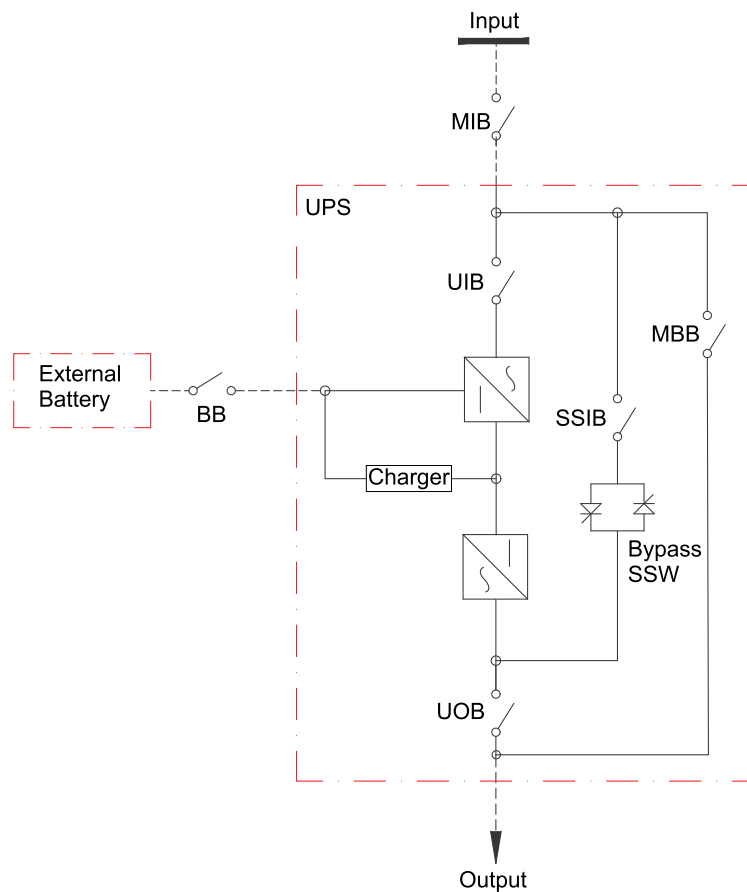 Input
MIB
UPS
UIB
MBB
External
Battery
BB
SSIB
Charger
Bypass
SSW
UOB
Output